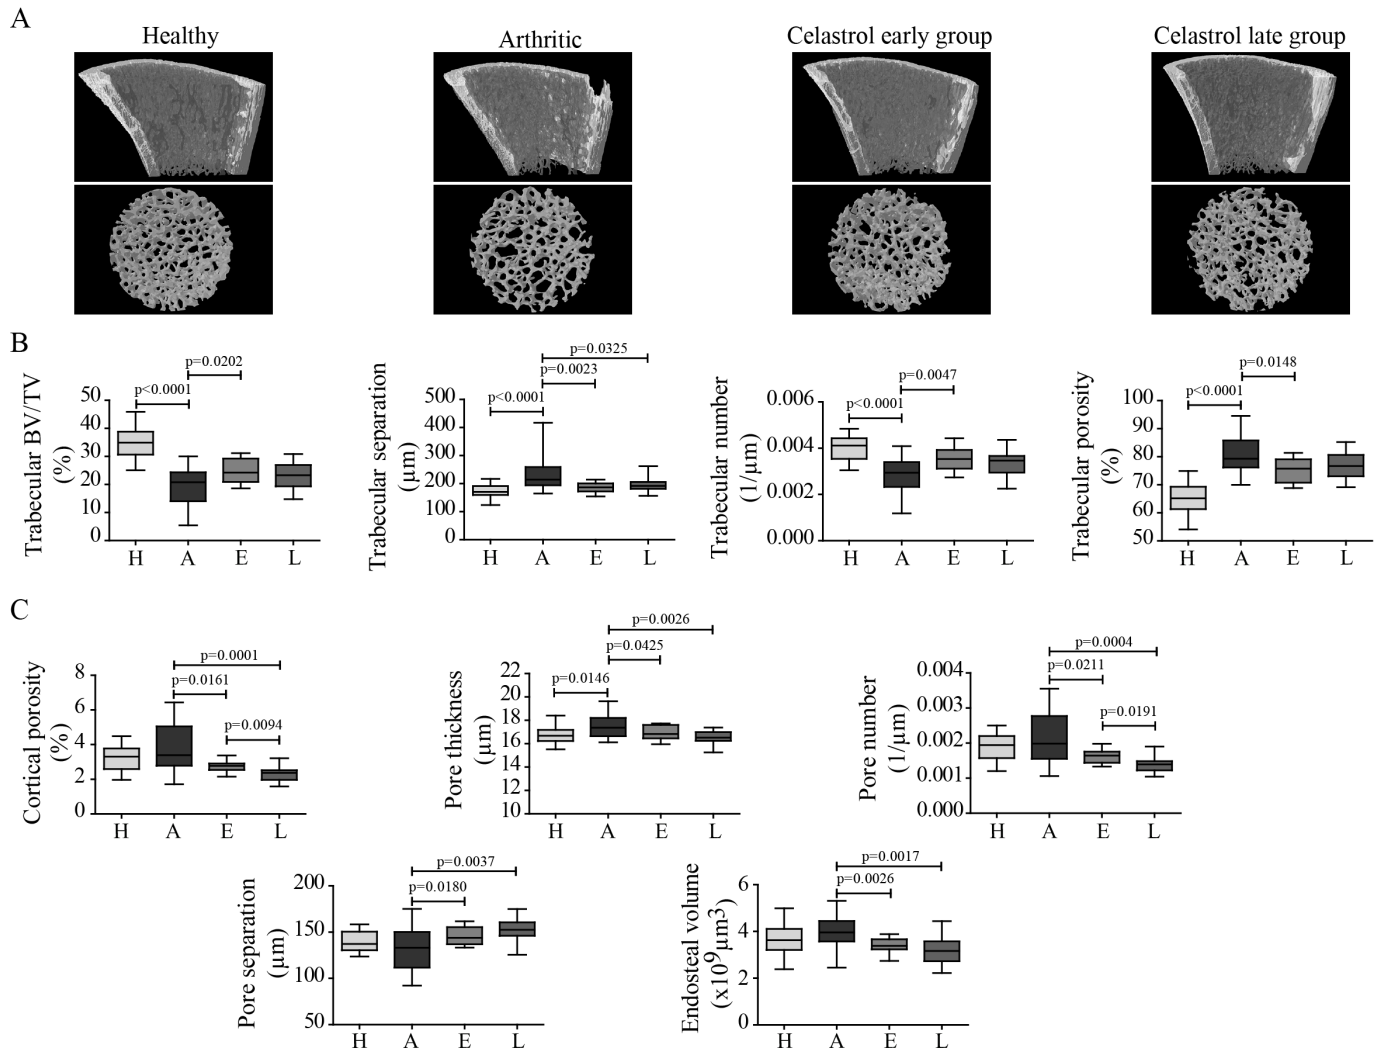 A
Healthy
Arthritic
Celastrol early group
Celastrol late group
B
Trabecular BV/TV
(%)
50
40
30
20
10
0
p<0.0001
p=0.0202
H A E L
Trabecular separation
(µm)
500
400
300
200
100
0
p<0.0001
p=0.0023
p=0.0325
H A E L
Trabecular number
(1/µm)
0.006
0.004
0.002
0.000
p<0.0001
p=0.0047
H A E L
Trabecular porosity
(%)
100
90
80
70
60
50
p<0.0001
p=0.0148
H A E L
C
Cortical porosity
(%)
8
6
4
2
0
p=0.0001
p=0.0161
p=0.0094
H A E L
Pore thickness
(µm)
22
20
18
16
14
12
10
p=0.0026
p=0.0425
p=0.0146
H A E L
Pore number
(1/µm)
0.004
0.003
0.002
0.001
0.000
p=0.0004
p=0.0211
p=0.0191
H A E L
Pore separation
(µm)
200
150
100
50
p=0.0037
p=0.0180
H A E L
Endosteal volume
(x10⁹µm³)
6
4
2
0
p=0.0017
p=0.0026
H A E L